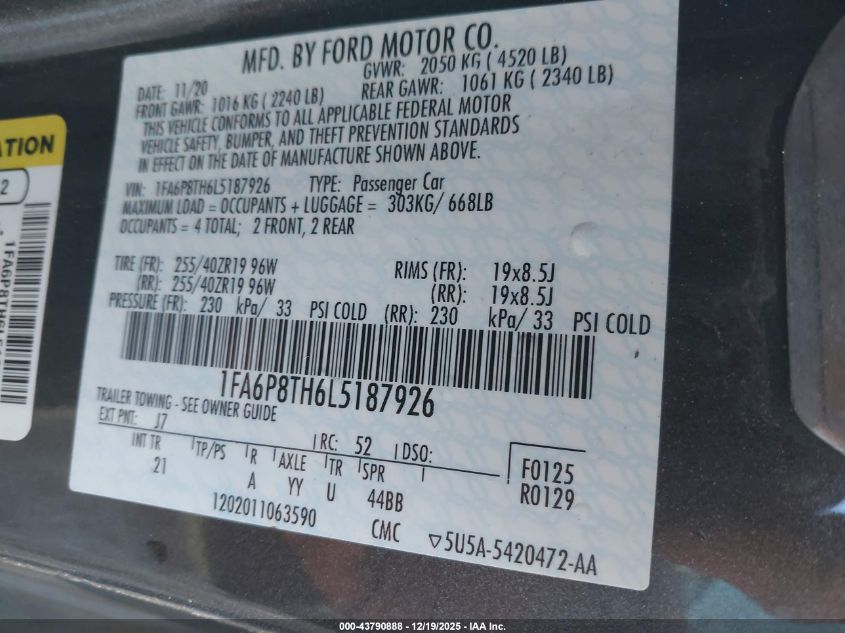 MFD. BY FORD MOTOR CO.
DATE: 11/20 GVWR: 2050 KG ( 4520 LB)
FRONT GAWR: 1016 KG ( 2240 LB) REAR GAWR: 1061 KG ( 2340 LB)
THIS VEHICLE CONFORMS TO ALL APPLICABLE FEDERAL MOTOR
VEHICLE SAFETY, BUMPER, AND THEFT PREVENTION STANDARDS
IN EFFECT ON THE DATE OF MANUFACTURE SHOWN ABOVE.
VIN: 1FA6P8TH6L5187926 TYPE: Passenger Car
MAXIMUM LOAD = OCCUPANTS + LUGGAGE = 303KG/ 668LB
OCCUPANTS = 4 TOTAL; 2 FRONT, 2 REAR
TIRE (FR): 255/40ZR19 96W RIMS (FR): 19x8.5J
(RR): 255/40ZR19 96W (RR): 19x8.5J
PRESSURE (FR): 230 kPa/ 33 PSI COLD (RR): 230 kPa/ 33 PSI COLD
1FA6P8TH6L5187926
TRAILER TOWING - SEE OWNER GUIDE
EXT PNT: J7 RC: 52 DSO:
INT TR TP/PS R AXLE TR SPR
21 A YY U 44BB
F0125
R0129
1202011063590 CMC ▽5U5A-5420472-AA
ATION
2
000-43790888 - 12/19/2025 - IAA Inc.